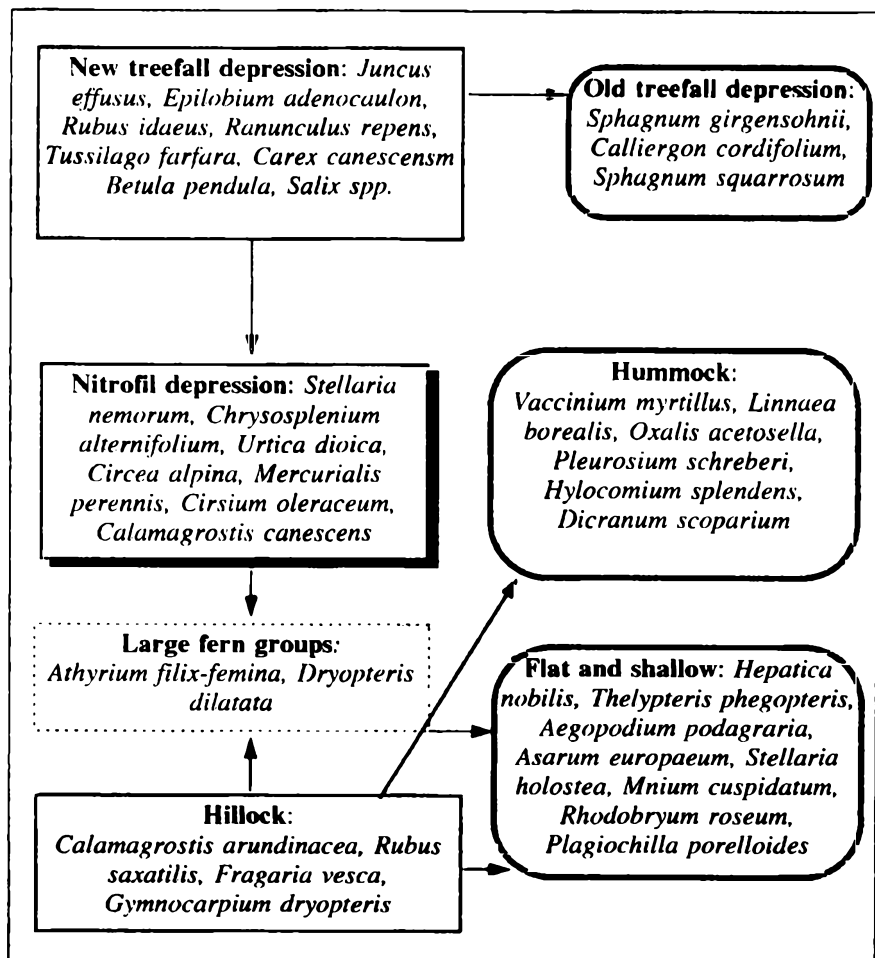 New treefall depression: Juncus
effusus, Epilobium adenocaulon,
Rubus idaeus, Ranunculus repens,
Tussilago farfara, Carex canescensm
Betula pendula, Salix spp.
Old treefall depression:
Sphagnum girgensohnii,
Calliergon cordifolium,
Sphagnum squarrosum
Nitrofil depression: Stellaria
nemorum, Chrysosplenium
alternifolium, Urtica dioica,
Circea alpina, Mercurialis
perennis, Cirsium oleraceum,
Calamagrostis canescens
Hummock:
Vaccinium myrtillus, Linnaea
borealis, Oxalis acetosella,
Pleurosium schreberi,
Hylocomium splendens,
Dicranum scoparium
Large fern groups:
Athyrium filix-femina, Dryopteris
dilatata
Flat and shallow: Hepatica
nobilis, Thelypteris phegopteris,
Aegopodium podagraria,
Asarum europaeum, Stellaria
holostea, Mnium cuspidatum,
Rhodobryum roseum,
Plagiochilla porelloides
Hillock:
Calamagrostis arundinacea, Rubus
saxatilis, Fragaria vesca,
Gymnocarpium dryopteris